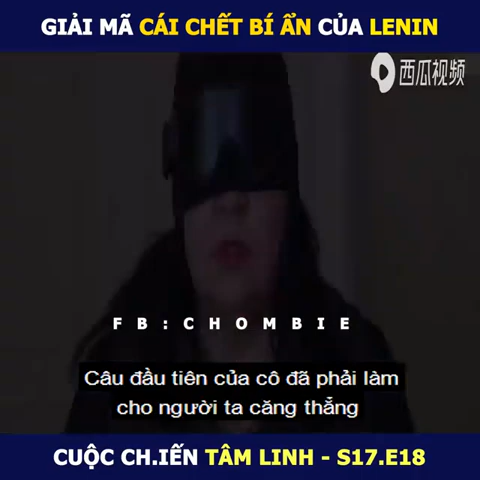 GIẢI MÃ CÁI CHẾT BÍ ẨN CỦA LENIN
西瓜视频
FB:CHOMBIE
Câu đầu tiên của cô đã phải làm
cho người ta căng thẳng
CUỘC CH.IẾN TÂM LINH - S17.E18